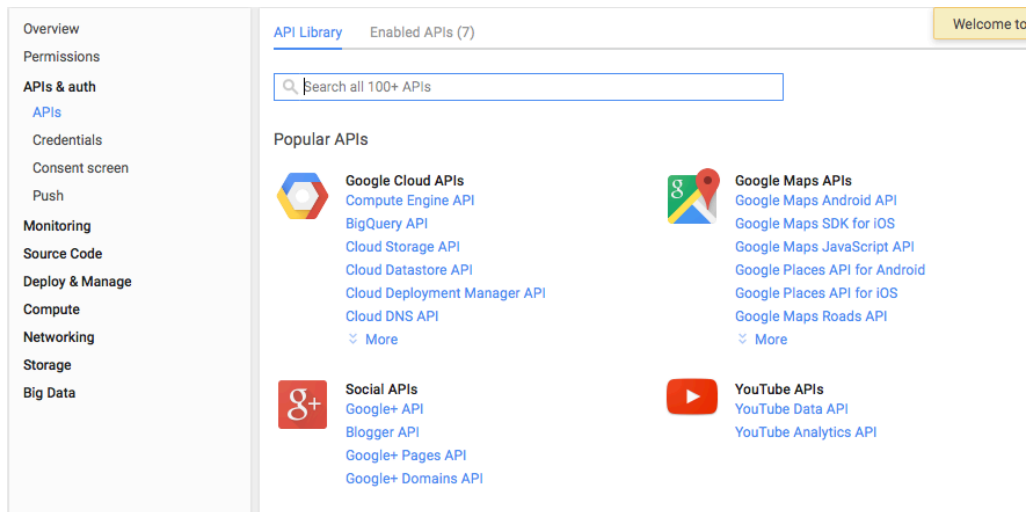 Overview
Permissions
APIs & auth
APIs
Credentials
Consent screen
Push
Monitoring
Source Code
Deploy & Manage
Compute
Networking
Storage
Big Data
API Library
Enabled APIs (7)
Welcome to
Search all 100+ APIs
Popular APIs
Google Cloud APIs
Compute Engine API
BigQuery API
Cloud Storage API
Cloud Datastore API
Cloud Deployment Manager API
Cloud DNS API
More
g
Google Maps APIs
Google Maps Android API
Google Maps SDK for iOS
Google Maps JavaScript API
Google Places API for Android
Google Places API for iOS
Google Maps Roads API
More
g+
Social APIs
Google+ API
Blogger API
Google+ Pages API
Google+ Domains API
YouTube APIs
YouTube Data API
YouTube Analytics API